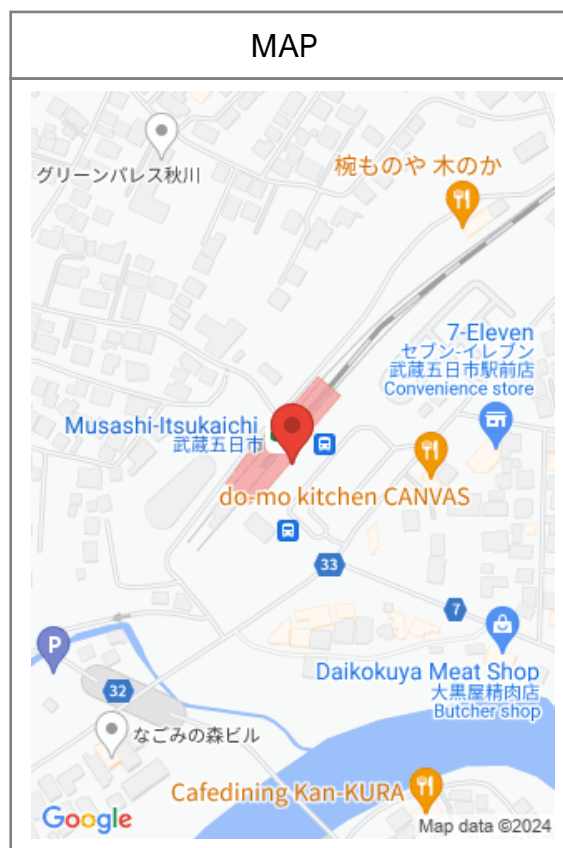 MAP
グリーンパレス秋川
椀ものや 木のか
7-Eleven
セブン-イレブン
武蔵五日市駅前店
Convenience store
Musashi-Itsukaichi
武蔵五日市
do-mo kitchen CANVAS
33
7
P
32
Daikokuya Meat Shop
大黒屋精肉店
Butcher shop
なごみの森ビル
Cafedining Kan-KURA
Google
Map data ©2024